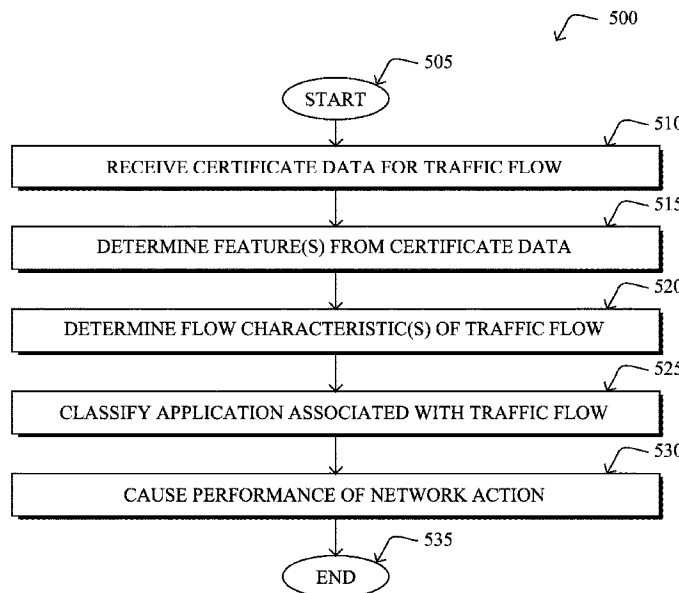 500
505
START
510
RECEIVE CERTIFICATE DATA FOR TRAFFIC FLOW
515
DETERMINE FEATURE(S) FROM CERTIFICATE DATA
520
DETERMINE FLOW CHARACTERISTIC(S) OF TRAFFIC FLOW
525
CLASSIFY APPLICATION ASSOCIATED WITH TRAFFIC FLOW
530
CAUSE PERFORMANCE OF NETWORK ACTION
535
END